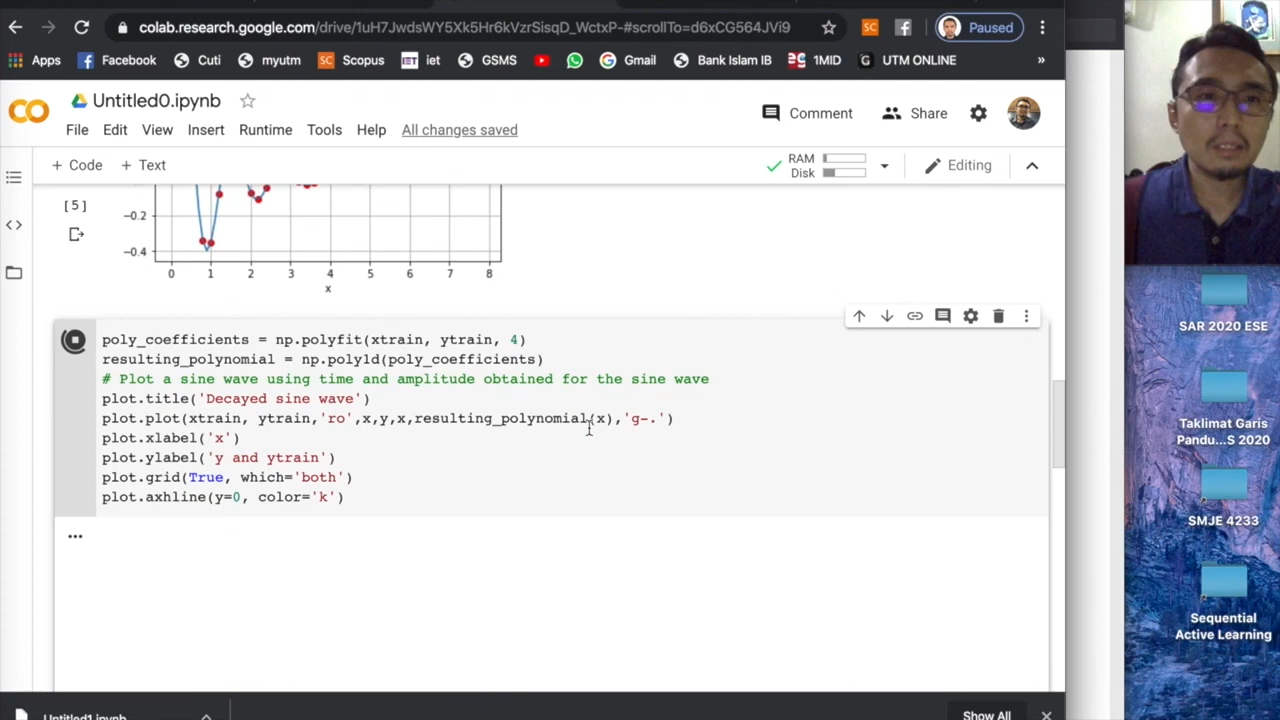 colab.research.google.com/drive/1uH7JwdsWY5Xk5Hr6kVzrSisqD_WctxP-#scrollTo=d6xCG564JVi9
SC
Paused
Apps Facebook Cuti myutm SC Scopus IET iet GSMS Gmail Bank Islam IB 1MID G UTM ONLINE »
Untitled0.ipynb
Comment Share
File Edit View Insert Runtime Tools Help All changes saved
+ Code + Text
RAM
Disk
Editing
[5]
−0.2
−0.4
0 1 2 3 4 5 6 7 8
x
poly_coefficients = np.polyfit(xtrain, ytrain, 4)
resulting_polynomial = np.poly1d(poly_coefficients)
# Plot a sine wave using time and amplitude obtained for the sine wave
plot.title('Decayed sine wave')
plot.plot(xtrain, ytrain,'ro',x,y,x,resulting_polynomial(x),'g-.')
plot.xlabel('x')
plot.ylabel('y and ytrain')
plot.grid(True, which='both')
plot.axhline(y=0, color='k')
...
SAR 2020 ESE
Taklimat Garis
Pandu...S 2020
SMJE 4233
Sequential
Active Learning
Untitled1.ipynb
Show All